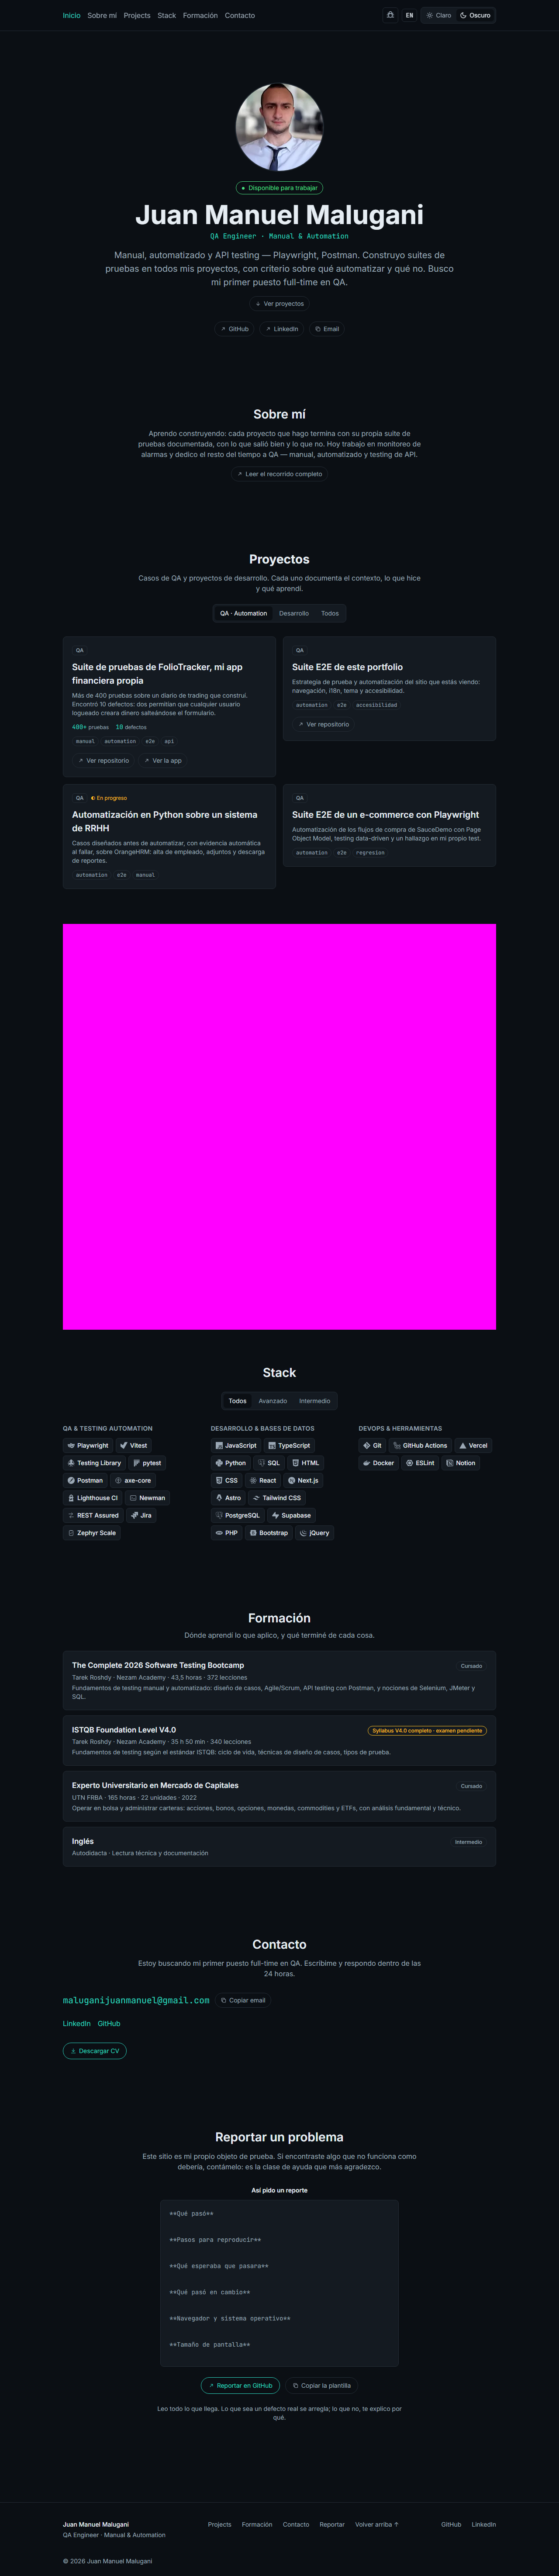 Inicio Sobre mí Projects Stack Formación Contacto
EN Claro Oscuro
Disponible para trabajar
Juan Manuel Malugani
QA Engineer · Manual & Automation
Manual, automatizado y API testing — Playwright, Postman. Construyo suites de
pruebas en todos mis proyectos, con criterio sobre qué automatizar y qué no. Busco
mi primer puesto full-time en QA.
↓ Ver proyectos
↗ GitHub ↗ LinkedIn Email
Sobre mí
Aprendo construyendo: cada proyecto que hago termina con su propia suite de
pruebas documentada, con lo que salió bien y lo que no. Hoy trabajo en monitoreo de
alarmas y dedico el resto del tiempo a QA — manual, automatizado y testing de API.
↗ Leer el recorrido completo
Proyectos
Casos de QA y proyectos de desarrollo. Cada uno documenta el contexto, lo que hice
y qué aprendí.
QA · Automation Desarrollo Todos
QA
Suite de pruebas de FolioTracker, mi app
financiera propia
Más de 400 pruebas sobre un diario de trading que construí.
Encontró 10 defectos: dos permitían que cualquier usuario
logueado creara dinero salteándose el formulario.
400+ pruebas 10 defectos
manual automation e2e api
↗ Ver repositorio ↗ Ver la app
QA
Suite E2E de este portfolio
Estrategia de prueba y automatización del sitio que estás viendo:
navegación, i18n, tema y accesibilidad.
automation e2e accesibilidad
↗ Ver repositorio
QA En progreso
Automatización en Python sobre un sistema
de RRHH
Casos diseñados antes de automatizar, con evidencia automática
al fallar, sobre OrangeHRM: alta de empleado, adjuntos y descarga
de reportes.
automation e2e manual
QA
Suite E2E de un e-commerce con Playwright
Automatización de los flujos de compra de SauceDemo con Page
Object Model, testing data-driven y un hallazgo en mi propio test.
automation e2e regresion
Stack
Todos Avanzado Intermedio
QA & TESTING AUTOMATION
Playwright Vitest
Testing Library pytest
Postman axe-core
Lighthouse CI Newman
REST Assured Jira
Zephyr Scale
DESARROLLO & BASES DE DATOS
JavaScript TypeScript
Python SQL HTML
CSS React Next.js
Astro Tailwind CSS
PostgreSQL Supabase
PHP Bootstrap jQuery
DEVOPS & HERRAMIENTAS
Git GitHub Actions Vercel
Docker ESLint Notion
Formación
Dónde aprendí lo que aplico, y qué terminé de cada cosa.
The Complete 2026 Software Testing Bootcamp Cursado
Tarek Roshdy · Nezam Academy · 43,5 horas · 372 lecciones
Fundamentos de testing manual y automatizado: diseño de casos, Agile/Scrum, API testing con Postman, y nociones de Selenium, JMeter y
SQL.
ISTQB Foundation Level V4.0 Syllabus V4.0 completo · examen pendiente
Tarek Roshdy · Nezam Academy · 35 h 50 min · 340 lecciones
Fundamentos de testing según el estándar ISTQB: ciclo de vida, técnicas de diseño de casos, tipos de prueba.
Experto Universitario en Mercado de Capitales Cursado
UTN FRBA · 165 horas · 22 unidades · 2022
Operar en bolsa y administrar carteras: acciones, bonos, opciones, monedas, commodities y ETFs, con análisis fundamental y técnico.
Inglés Intermedio
Autodidacta · Lectura técnica y documentación
Contacto
Estoy buscando mi primer puesto full-time en QA. Escribime y respondo dentro de las
24 horas.
maluganijuanmanuel@gmail.com Copiar email
LinkedIn GitHub
Descargar CV
Reportar un problema
Este sitio es mi propio objeto de prueba. Si encontraste algo que no funciona como
debería, contámelo: es la clase de ayuda que más agradezco.
Así pido un reporte
**Qué pasó**
**Pasos para reproducir**
**Qué esperaba que pasara**
**Qué pasó en cambio**
**Navegador y sistema operativo**
**Tamaño de pantalla**
↗ Reportar en GitHub Copiar la plantilla
Leo todo lo que llega. Lo que sea un defecto real se arregla; lo que no, te explico por
qué.
Juan Manuel Malugani
QA Engineer · Manual & Automation
Projects Formación Contacto Reportar Volver arriba ↑
GitHub LinkedIn
© 2026 Juan Manuel Malugani